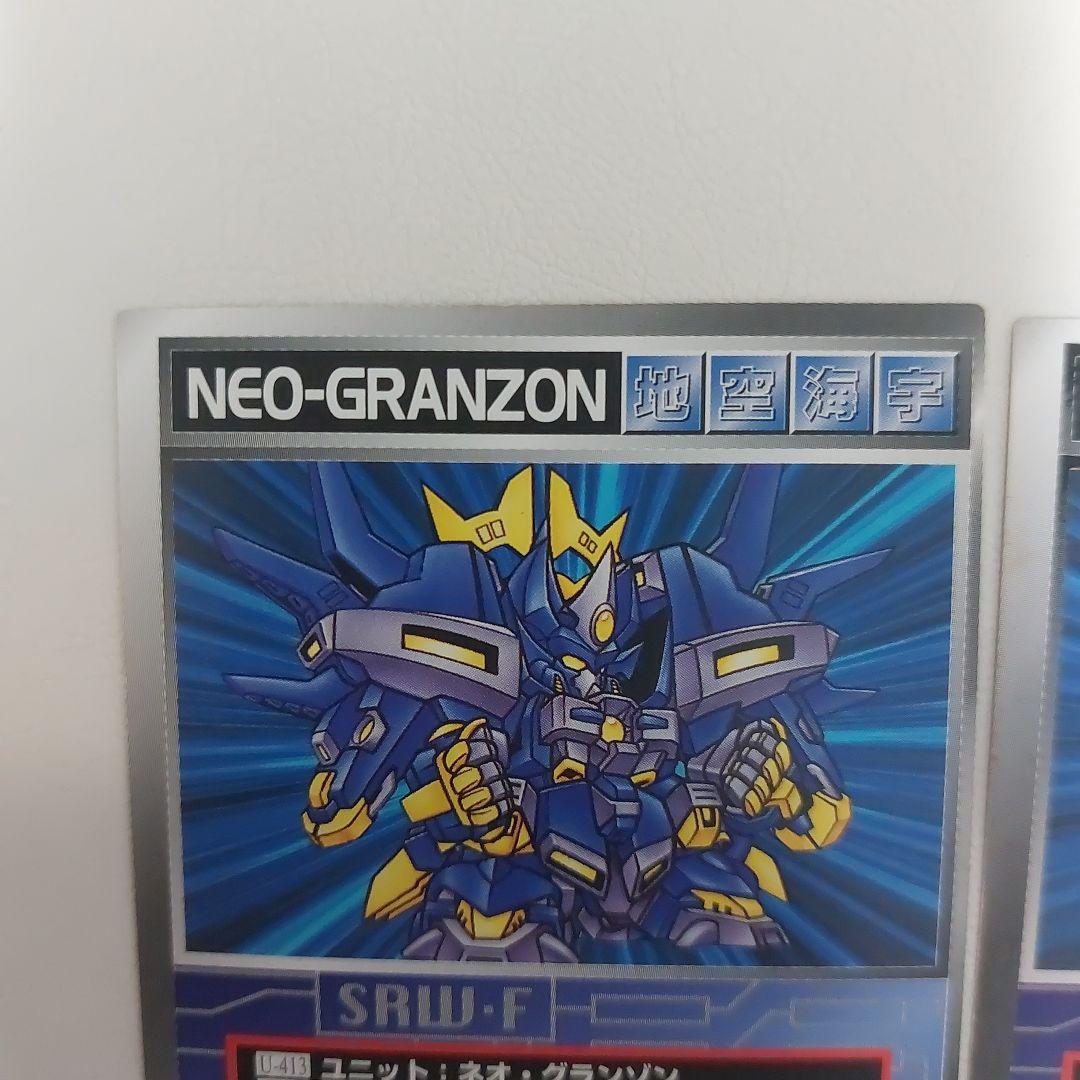 NEO-GRANZON 地 空 海 宇
SRW·F
U-413 ユニット：ネオ・グランゾン